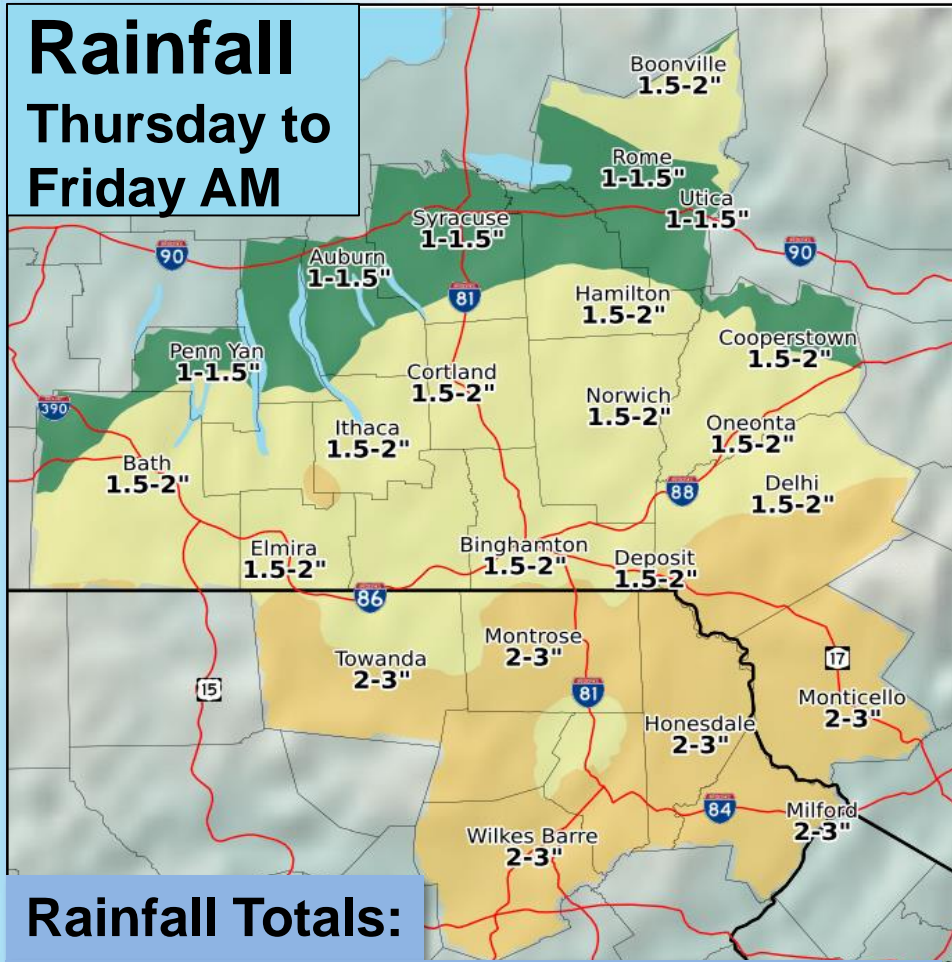 Rainfall
Thursday to
Friday AM
Boonville
1.5-2"
Rome
1-1.5"
Utica
1-1.5"
Syracuse
1-1.5"
Auburn
1-1.5"
90
90
81
Hamilton
1.5-2"
Cooperstown
1.5-2"
Penn Yan
1-1.5"
Cortland
1.5-2"
Norwich
1.5-2"
390
Ithaca
1.5-2"
Oneonta
1.5-2"
Bath
1.5-2"
88
Delhi
1.5-2"
Elmira
1.5-2"
Binghamton
1.5-2"
Deposit
1.5-2"
86
Towanda
2-3"
Montrose
2-3"
17
15
81
Monticello
2-3"
Honesdale
2-3"
84
Milford
2-3"
Wilkes Barre
2-3"
Rainfall Totals: